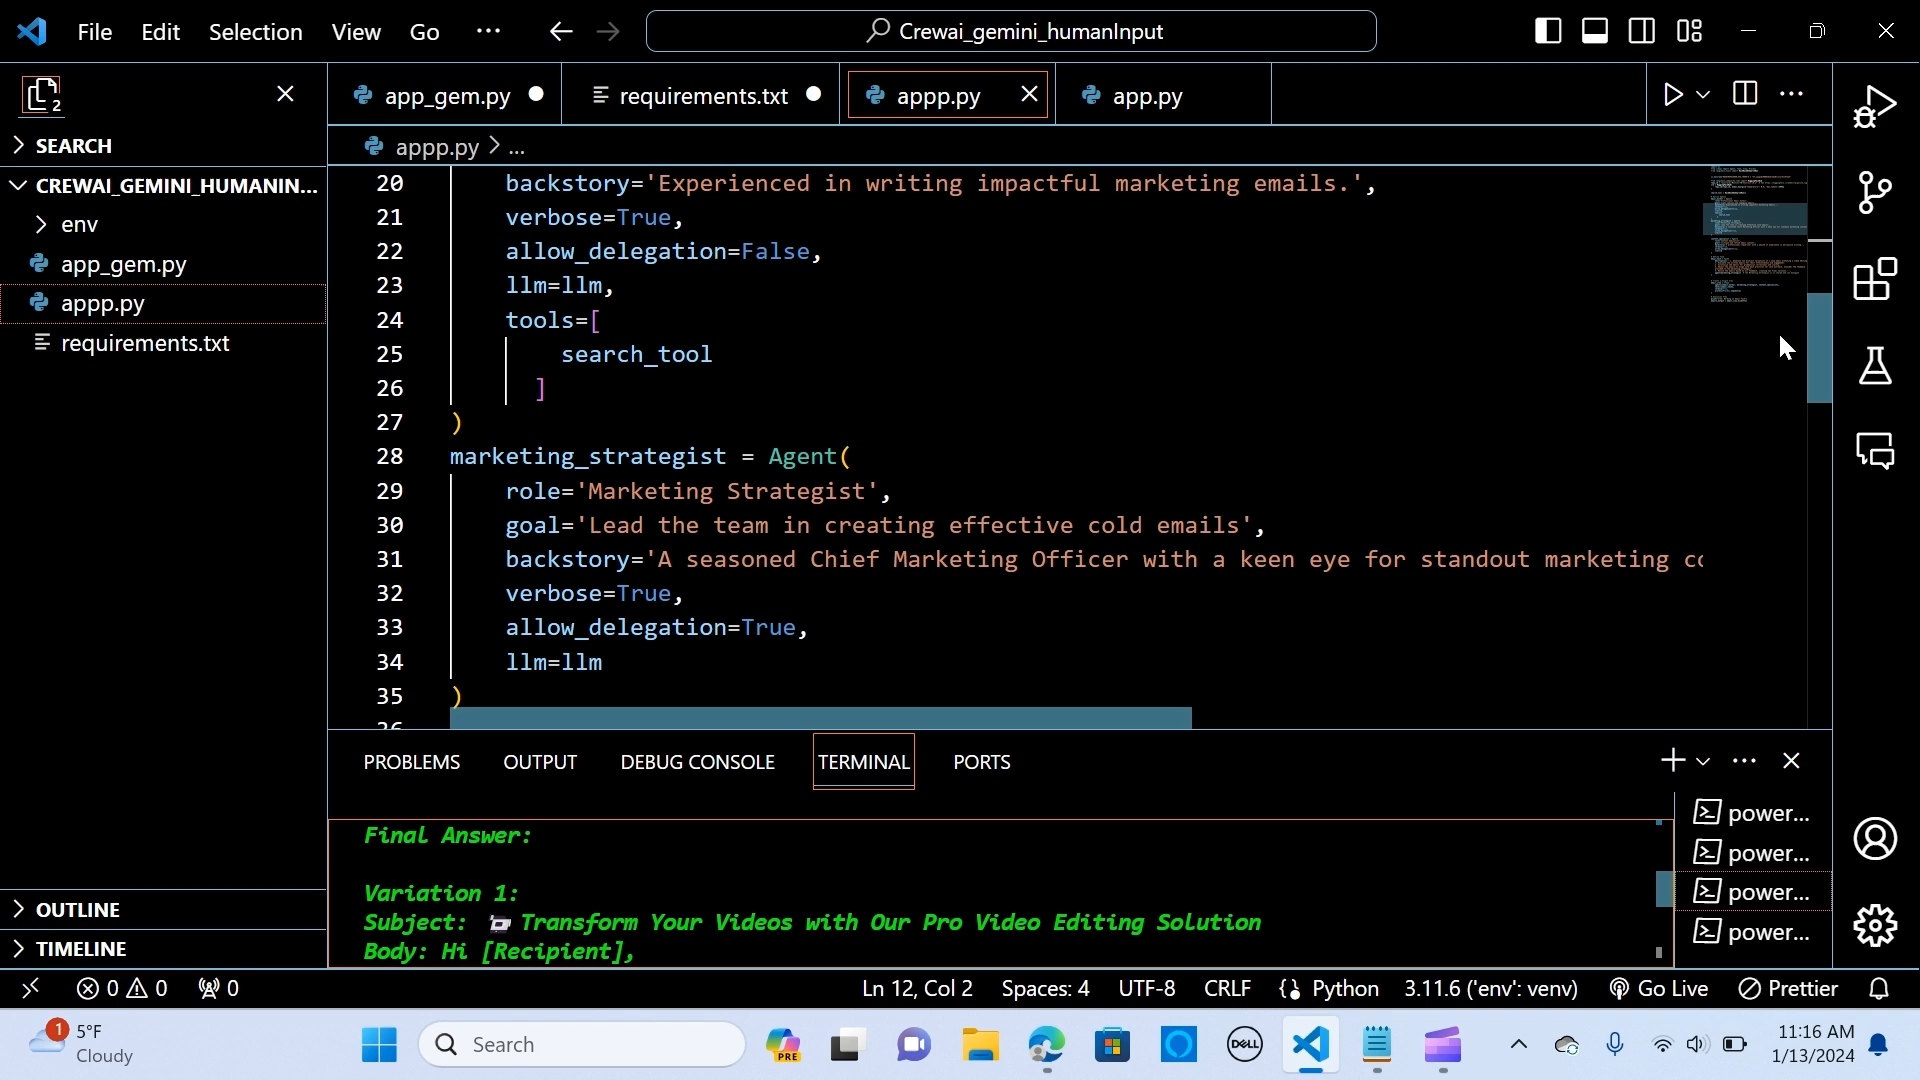 File Edit Selection View Go ··· Crewai_gemini_humanInput
2
app_gem.py requirements.txt appp.py app.py
SEARCH
appp.py > ...
CREWAI_GEMINI_HUMANIN...
env
app_gem.py
appp.py
requirements.txt
20 backstory='Experienced in writing impactful marketing emails.',
21 verbose=True,
22 allow_delegation=False,
23 llm=llm,
24 tools=[
25 search_tool
26 ]
27 )
28 marketing_strategist = Agent(
29 role='Marketing Strategist',
30 goal='Lead the team in creating effective cold emails',
31 backstory='A seasoned Chief Marketing Officer with a keen eye for standout marketing co
32 verbose=True,
33 allow_delegation=True,
34 llm=llm
35 )
36
PROBLEMS OUTPUT DEBUG CONSOLE TERMINAL PORTS
Final Answer:
Variation 1:
Subject: Transform Your Videos with Our Pro Video Editing Solution
Body: Hi [Recipient],
power...
power...
power...
power...
OUTLINE
TIMELINE
0 0 0 Ln 12, Col 2 Spaces: 4 UTF-8 CRLF Python 3.11.6 ('env': venv) Go Live Prettier
1 5°F
Cloudy
Search
PRE
DELL
11:16 AM
1/13/2024